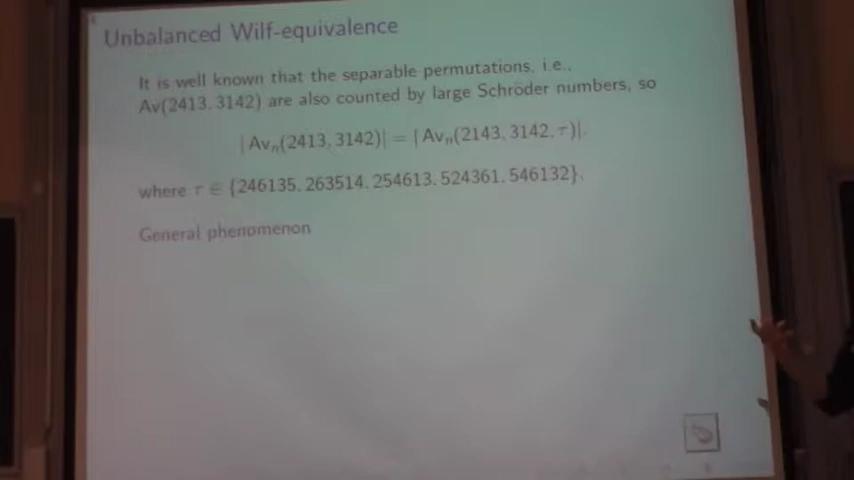 Unbalanced Wilf-equivalence
It is well known that the separable permutations, i.e.,
Av(2413, 3142) are also counted by large Schröder numbers, so
| Avₙ(2413, 3142)| = | Avₙ(2143, 3142, τ)|.
where τ ∈ {246135, 263514, 254613, 524361, 546132}.
General phenomenon